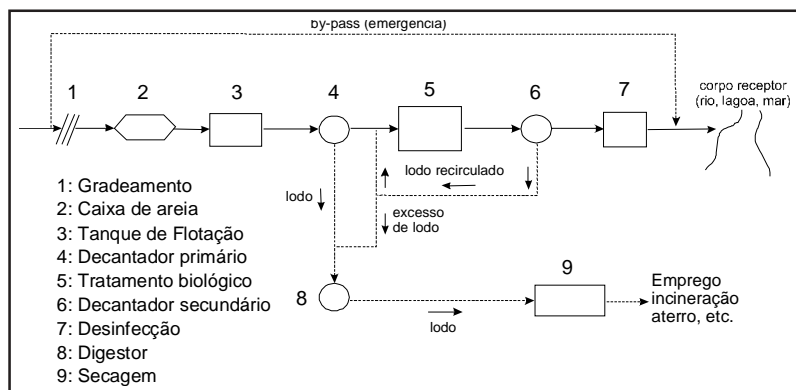 by-pass (emergencia)
1
2
3
4
5
6
7
corpo receptor
(rio, lagoa, mar)
lodo recirculado
lodo
excesso
de lodo
1: Gradeamento
2: Caixa de areia
3: Tanque de Flotação
4: Decantador primário
5: Tratamento biológico
6: Decantador secundário
7: Desinfecção
8: Digestor
9: Secagem
8
9
lodo
Emprego
incineração
aterro, etc.